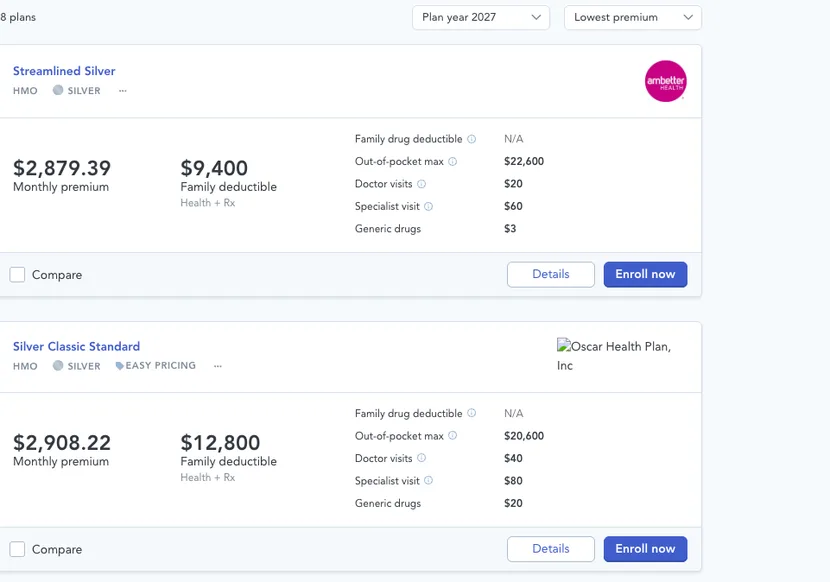 8 plans
Plan year 2027
Lowest premium
Streamlined Silver
HMO SILVER ...
ambetter
HEALTH
$2,879.39
Monthly premium
$9,400
Family deductible
Health + Rx
Family drug deductible N/A
Out-of-pocket max $22,600
Doctor visits $20
Specialist visit $60
Generic drugs $3
Compare
Details
Enroll now
Silver Classic Standard
HMO SILVER EASY PRICING ...
Oscar Health Plan,
Inc
$2,908.22
Monthly premium
$12,800
Family deductible
Health + Rx
Family drug deductible N/A
Out-of-pocket max $20,600
Doctor visits $40
Specialist visit $80
Generic drugs $20
Compare
Details
Enroll now